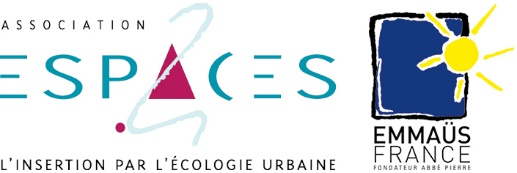 ASSOCIATION
ESPACES
L'INSERTION PAR L'ÉCOLOGIE URBAINE
EMMAÜS
FRANCE
FONDATEUR ABBÉ PIERRE